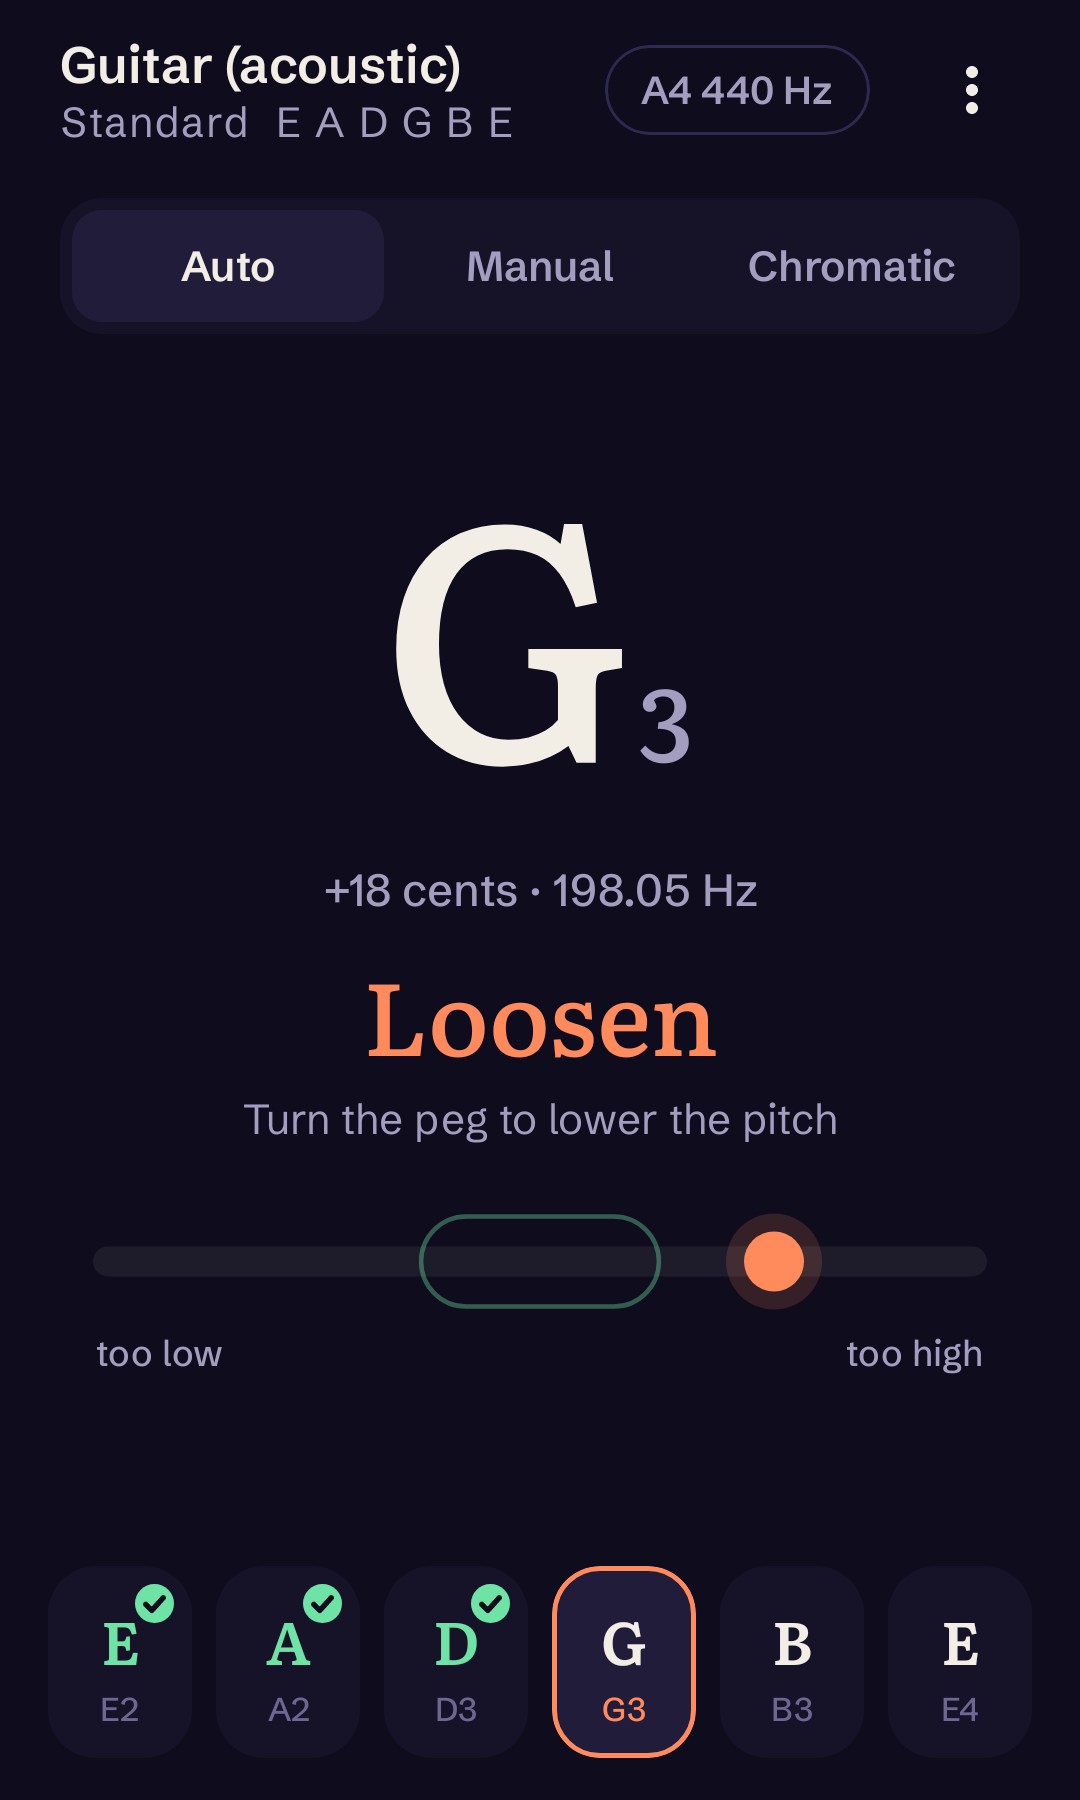 Guitar (acoustic)
Standard E A D G B E
A4 440 Hz
Auto Manual Chromatic
G3
+18 cents · 198.05 Hz
Loosen
Turn the peg to lower the pitch
too low too high
E A D G B E
E2 A2 D3 G3 B3 E4